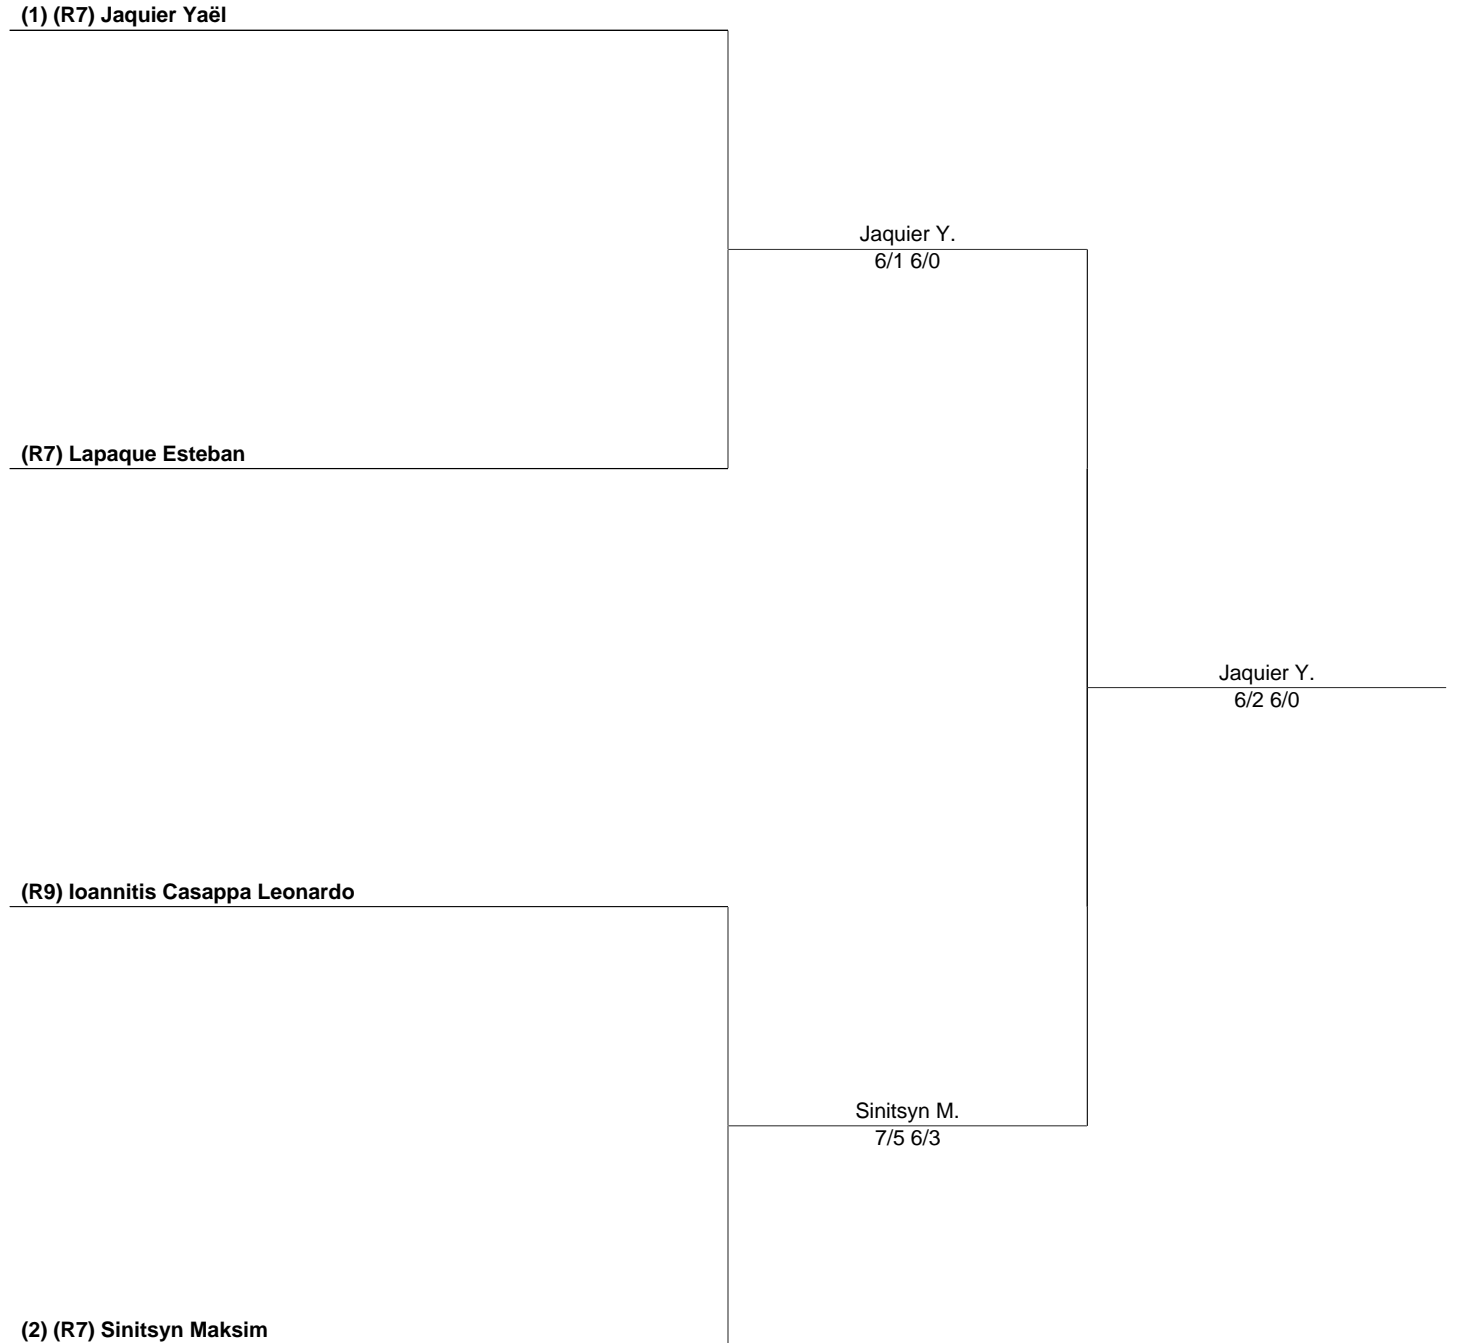 (1) (R7) Jaquier Yaël
Jaquier Y.
6/1 6/0
(R7) Lapaque Esteban
Jaquier Y.
6/2 6/0
(R9) Ioannitis Casappa Leonardo
Sinitsyn M.
7/5 6/3
(2) (R7) Sinitsyn Maksim